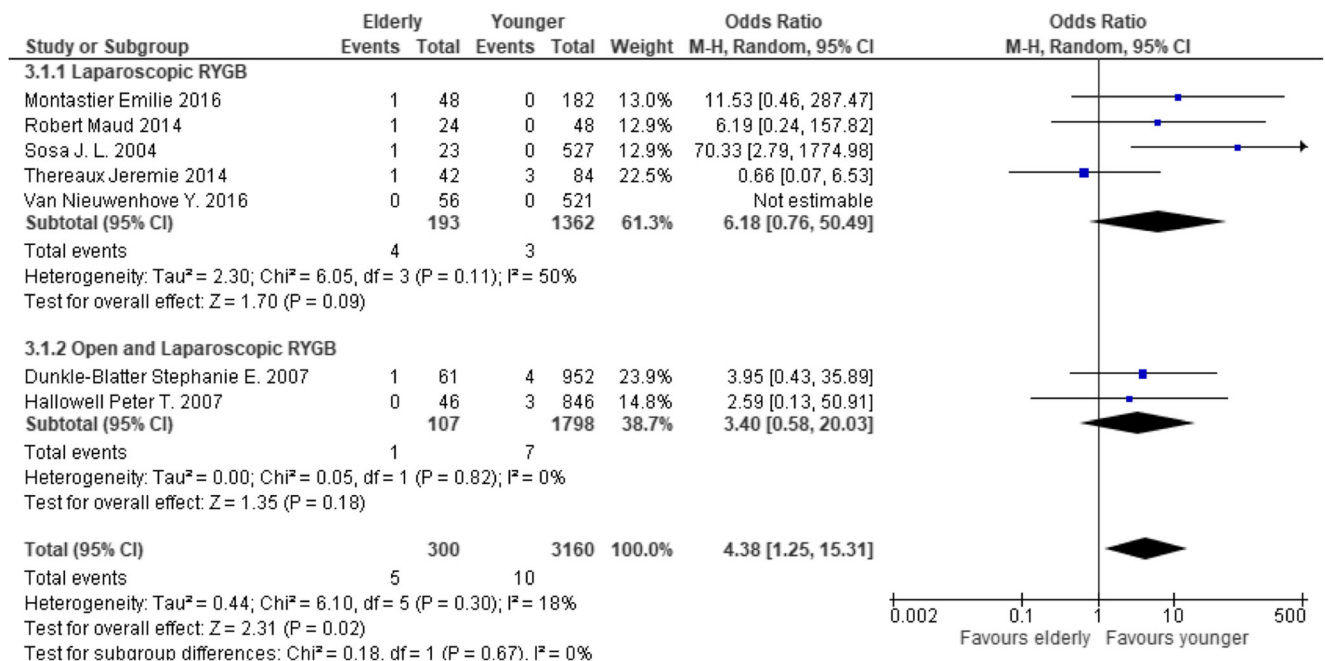 Elderly Younger Odds Ratio Odds Ratio
Study or Subgroup Events Total Events Total Weight M-H, Random, 95% CI M-H, Random, 95% CI
3.1.1 Laparoscopic RYGB
Montastier Emilie 2016 1 48 0 182 13.0% 11.53 [0.46, 287.47]
Robert Maud 2014 1 24 0 48 12.9% 6.19 [0.24, 157.82]
Sosa J. L. 2004 1 23 0 527 12.9% 70.33 [2.79, 1774.98]
Thereaux Jeremie 2014 1 42 3 84 22.5% 0.66 [0.07, 6.53]
Van Nieuwenhove Y. 2016 0 56 0 521 Not estimable
Subtotal (95% CI) 193 1362 61.3% 6.18 [0.76, 50.49]
Total events 4 3
Heterogeneity: Tau² = 2.30; Chi² = 6.05, df = 3 (P = 0.11); I² = 50%
Test for overall effect: Z = 1.70 (P = 0.09)
3.1.2 Open and Laparoscopic RYGB
Dunkle-Blatter Stephanie E. 2007 1 61 4 952 23.9% 3.95 [0.43, 35.89]
Hallowell Peter T. 2007 0 46 3 846 14.8% 2.59 [0.13, 50.91]
Subtotal (95% CI) 107 1798 38.7% 3.40 [0.58, 20.03]
Total events 1 7
Heterogeneity: Tau² = 0.00; Chi² = 0.05, df = 1 (P = 0.82); I² = 0%
Test for overall effect: Z = 1.35 (P = 0.18)
Total (95% CI) 300 3160 100.0% 4.38 [1.25, 15.31]
Total events 5 10
Heterogeneity: Tau² = 0.44; Chi² = 6.10, df = 5 (P = 0.30); I² = 18%
Test for overall effect: Z = 2.31 (P = 0.02)
Test for subgroup differences: Chi² = 0.18, df = 1 (P = 0.67), I² = 0%
0.002 0.1 1 10 500
Favours elderly Favours younger